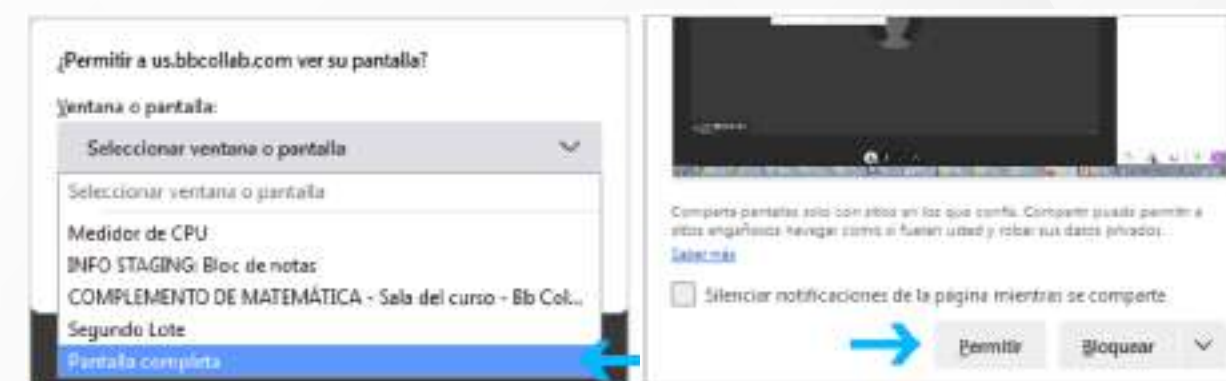 ¿Permitir a us.bbcollab.com ver su pantalla?
Ventana o pantalla:
Seleccionar ventana o pantalla
Seleccionar ventana o pantalla
Medidor de CPU
INFO STAGING: Bloc de notas
COMPLEMENTO DE MATEMÁTICA - Sala del curso - Bb Col...
Segundo Lote
Pantalla completa
Comparta pantallas solo con sitios en los que confía. Compartir puede permitir a
sitios engañosos navegar como si fueran usted y robar sus datos privados.
Saber más
Silenciar notificaciones de la página mientras se comparte
Permitir
Bloquear